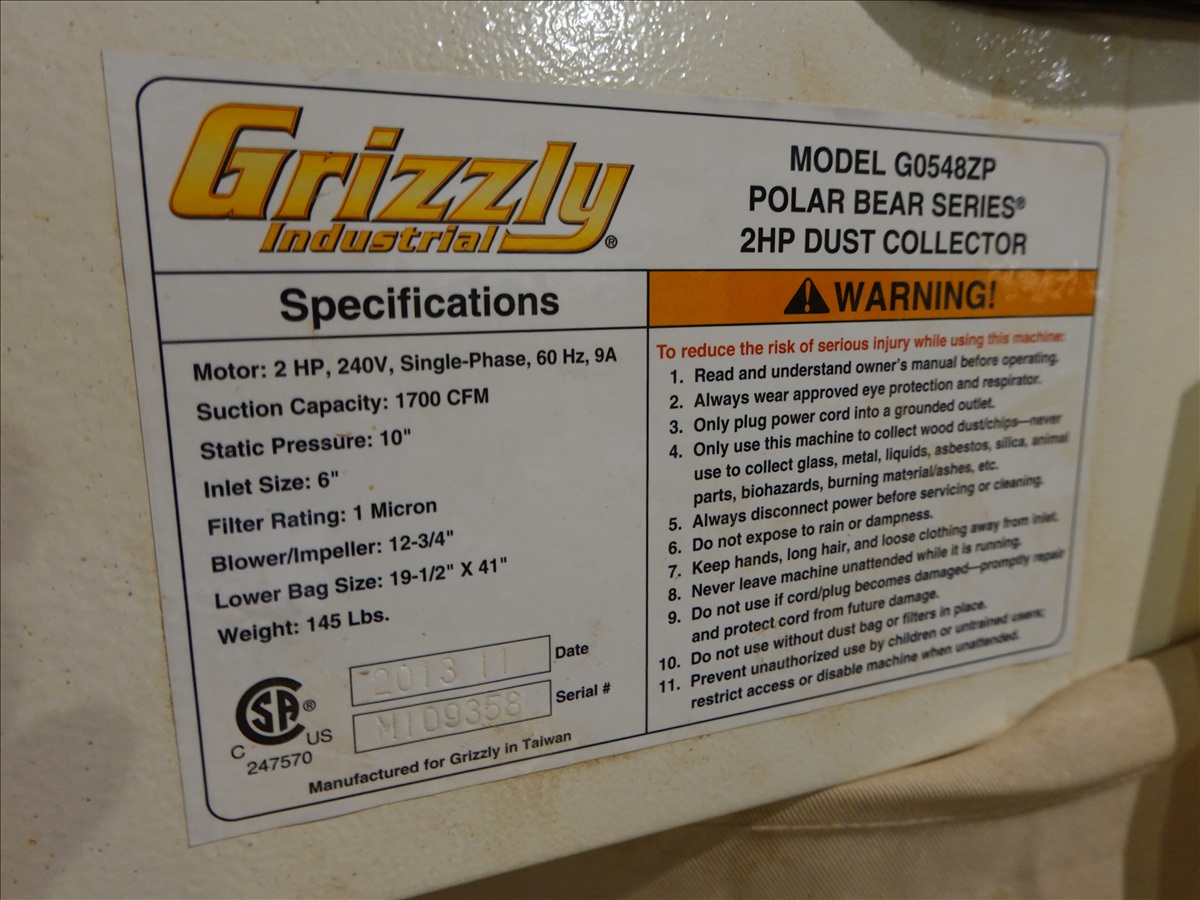 Grizzly
Industrial®
MODEL G0548ZP
POLAR BEAR SERIES®
2HP DUST COLLECTOR
Specifications
Motor: 2 HP, 240V, Single-Phase, 60 Hz, 9A
Suction Capacity: 1700 CFM
Static Pressure: 10"
Inlet Size: 6"
Filter Rating: 1 Micron
Blower/Impeller: 12-3/4"
Lower Bag Size: 19-1/2" X 41"
Weight: 145 Lbs.
2013 11 Date
M109358 Serial #
CSA®
C US
247570
Manufactured for Grizzly in Taiwan
WARNING!
To reduce the risk of serious injury while using this machine:
1. Read and understand owner's manual before operating.
2. Always wear approved eye protection and respirator.
3. Only plug power cord into a grounded outlet.
4. Only use this machine to collect wood dust/chips—never
use to collect glass, metal, liquids, asbestos, silica, animal
parts, biohazards, burning material/ashes, etc.
5. Always disconnect power before servicing or cleaning.
6. Do not expose to rain or dampness.
7. Keep hands, long hair, and loose clothing away from inlet.
8. Never leave machine unattended while it is running.
9. Do not use if cord/plug becomes damaged—promptly repair
and protect cord from future damage.
10. Do not use without dust bag or filters in place.
11. Prevent unauthorized use by children or untrained users;
restrict access or disable machine when unattended.